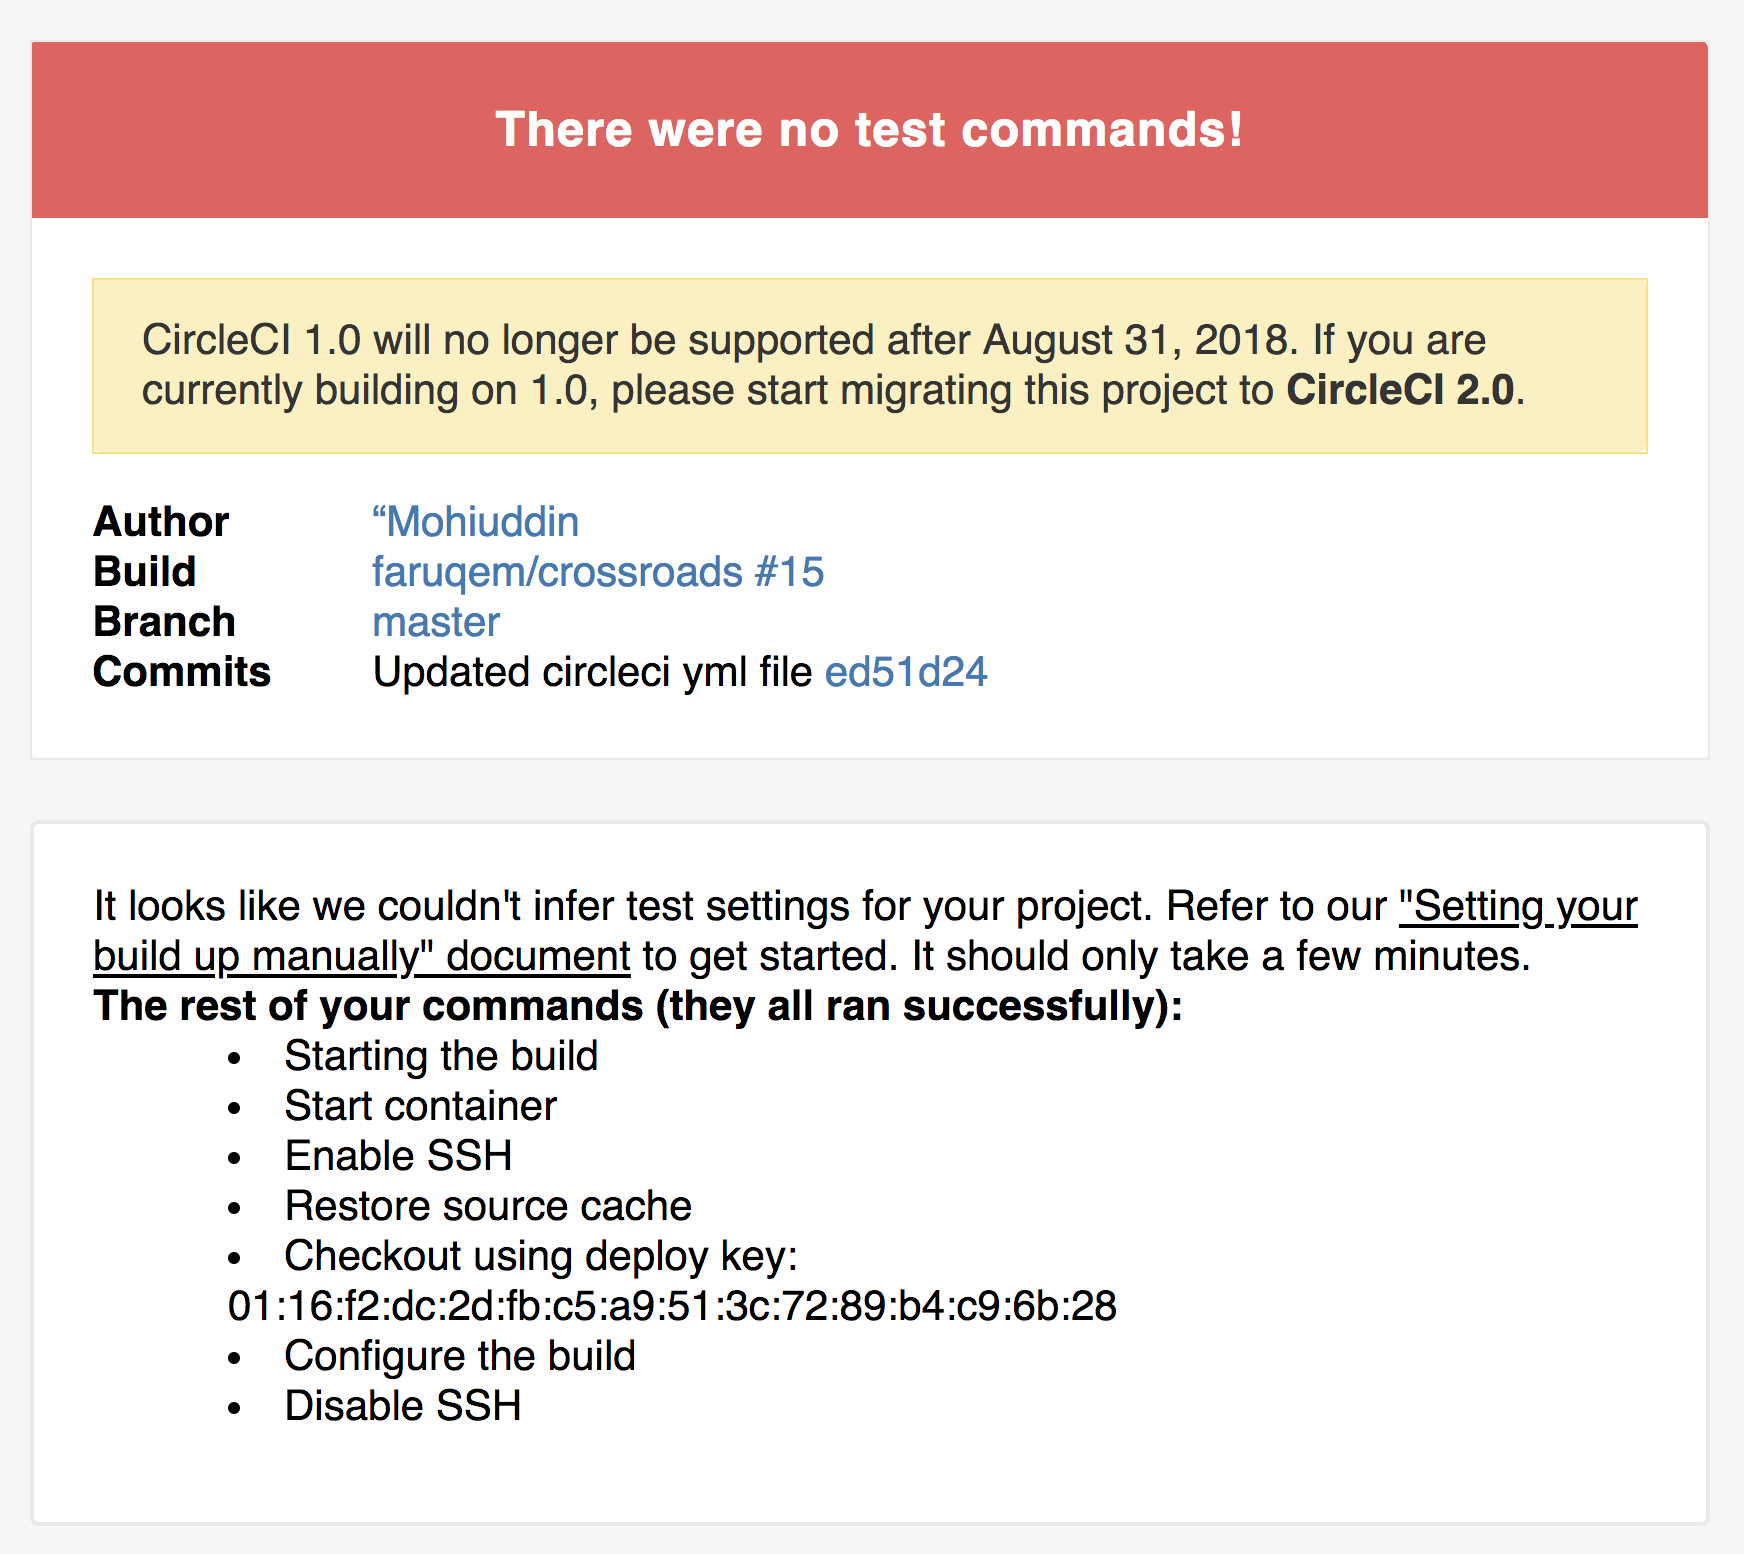 There were no test commands!
CircleCI 1.0 will no longer be supported after August 31, 2018. If you are
currently building on 1.0, please start migrating this project to CircleCI 2.0.
Author “Mohiuddin
Build faruqem/crossroads #15
Branch master
Commits Updated circleci yml file ed51d24
It looks like we couldn't infer test settings for your project. Refer to our "Setting your
build up manually" document to get started. It should only take a few minutes.
The rest of your commands (they all ran successfully):
• Starting the build
• Start container
• Enable SSH
• Restore source cache
• Checkout using deploy key:
01:16:f2:dc:2d:fb:c5:a9:51:3c:72:89:b4:c9:6b:28
• Configure the build
• Disable SSH